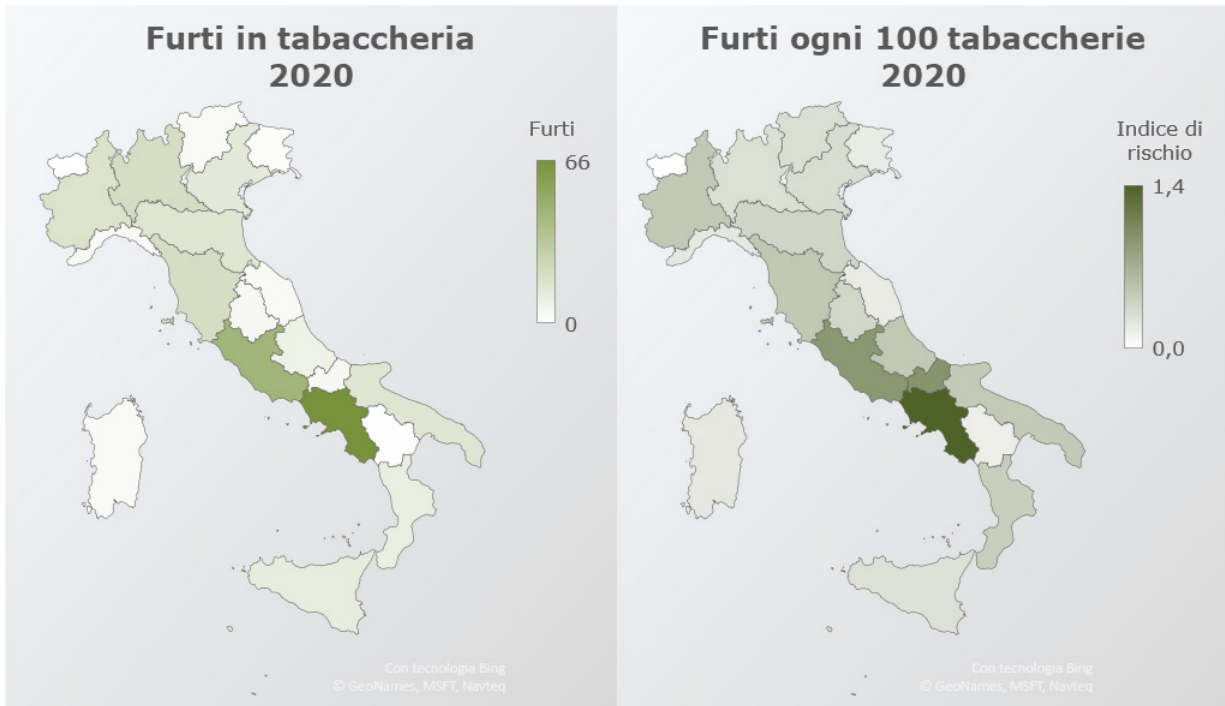 Furti in tabaccheria
2020
Furti
66
0
Con tecnologia Bing
© GeoNames, MSFT, Navteq
Furti ogni 100 tabaccherie
2020
Indice di
rischio
1,4
0,0
Con tecnologia Bing
© GeoNames, MSFT, Navteq